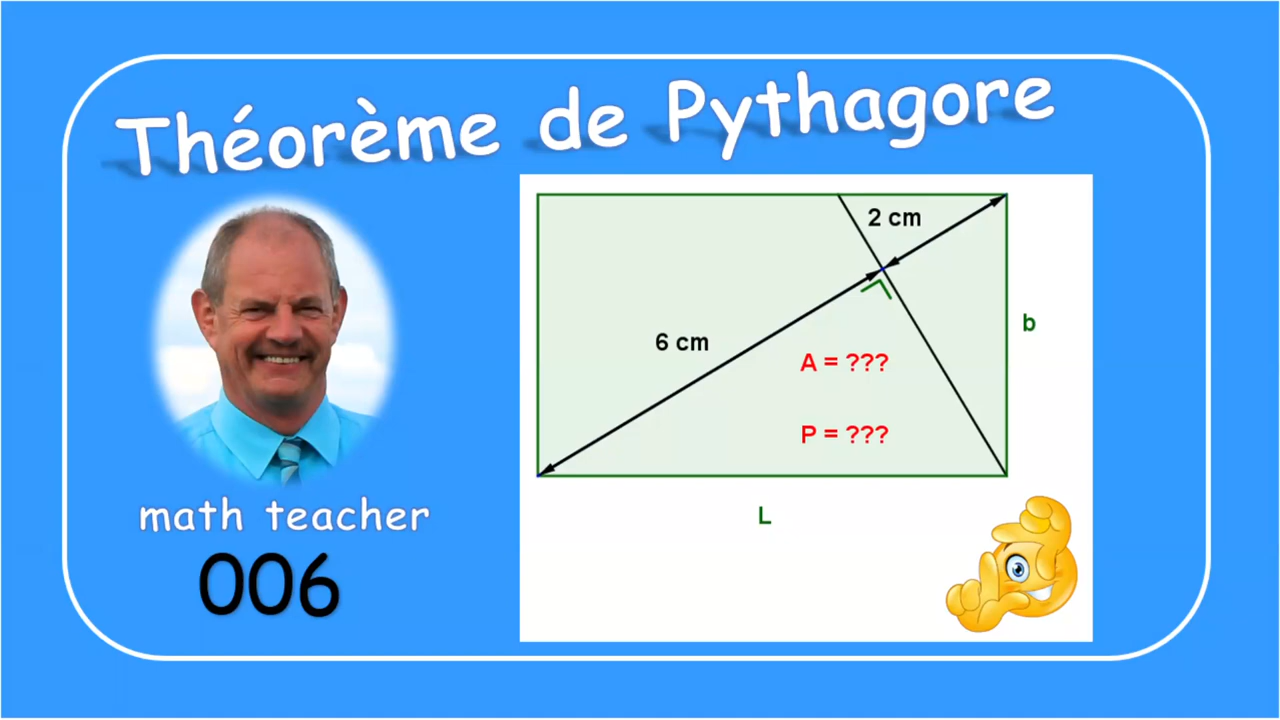 Théorème de Pythagore
2 cm
b
6 cm
A = ???
P = ???
L
math teacher
006